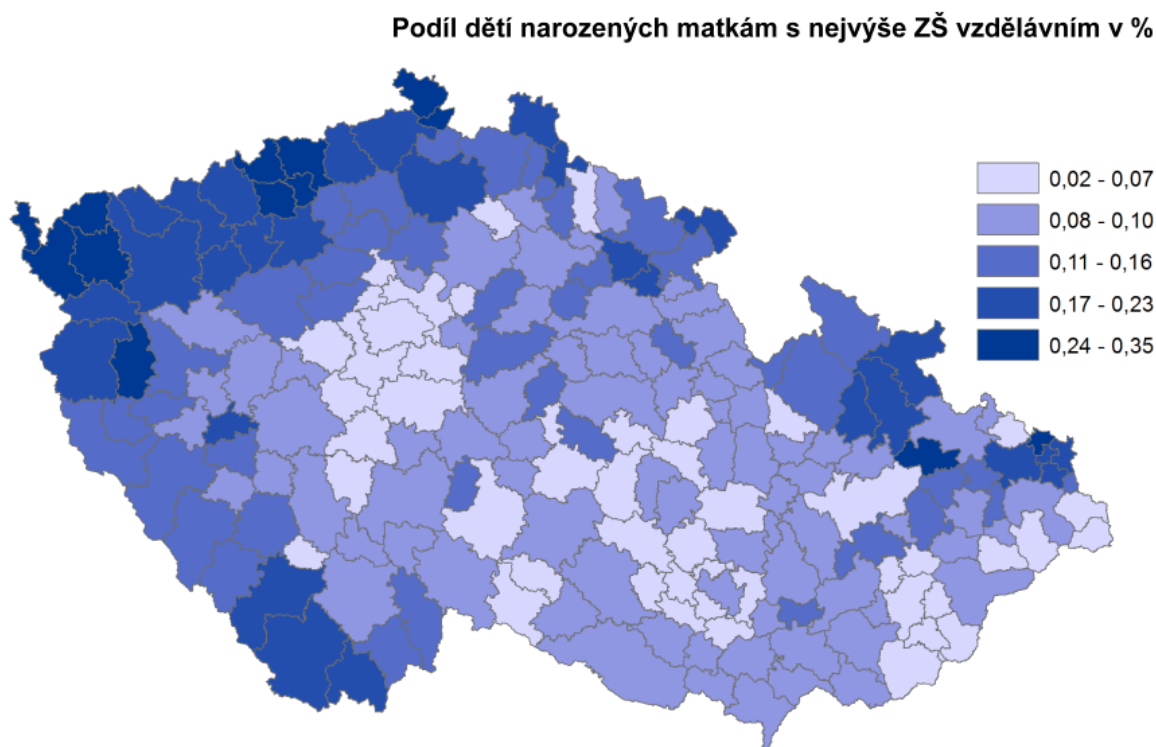 Podíl dětí narozených matkám s nejvýše ZŠ vzdělávním v %
0,02 - 0,07
0,08 - 0,10
0,11 - 0,16
0,17 - 0,23
0,24 - 0,35